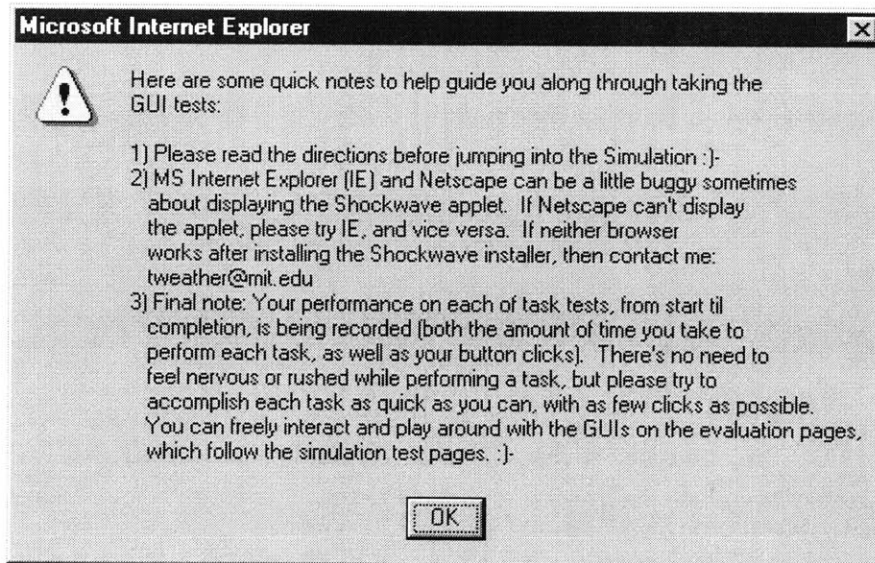 Microsoft Internet Explorer
Here are some quick notes to help guide you along through taking the
GUI tests:
1) Please read the directions before jumping into the Simulation :)-
2) MS Internet Explorer (IE) and Netscape can be a little buggy sometimes
about displaying the Shockwave applet.  If Netscape can't display
the applet, please try IE, and vice versa.  If neither browser
works after installing the Shockwave installer, then contact me:
tweather@mit.edu
3) Final note: Your performance on each of task tests, from start til
completion, is being recorded (both the amount of time you take to
perform each task, as well as your button clicks).  There's no need to
feel nervous or rushed while performing a task, but please try to
accomplish each task as quick as you can, with as few clicks as possible.
You can freely interact and play around with the GUIs on the evaluation pages,
which follow the simulation test pages. :)-
OK